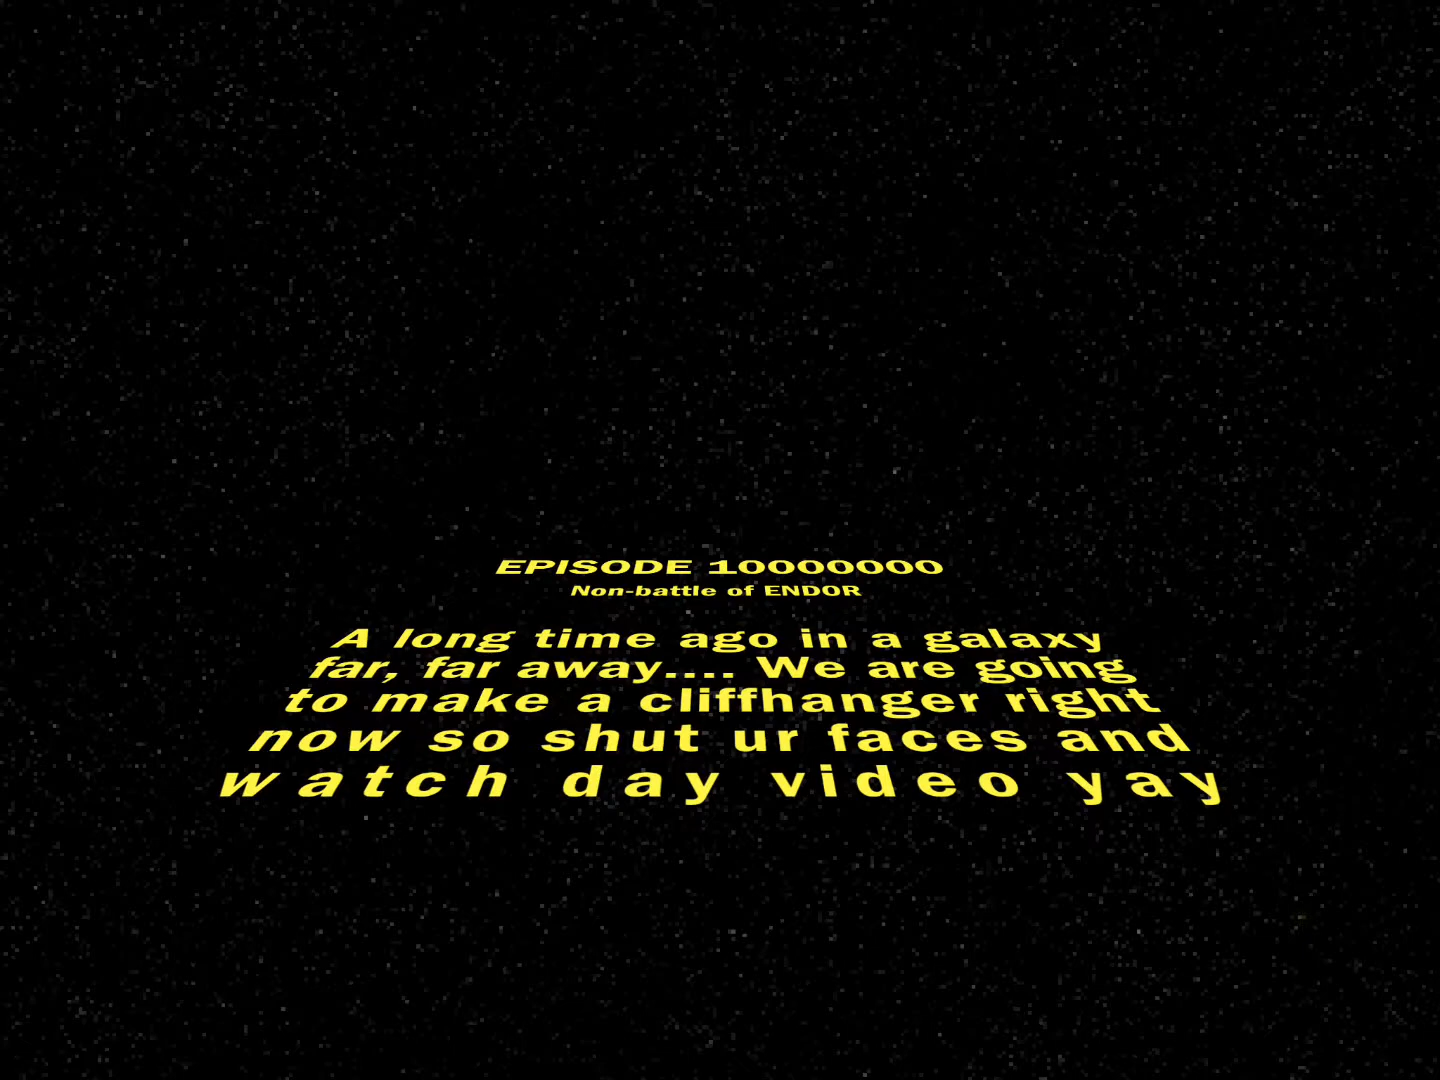 EPISODE 10000000
Non-battle of ENDOR
A long time ago in a galaxy
far, far away.... We are going
to make a cliffhanger right
now so shut ur faces and
watch day video yay